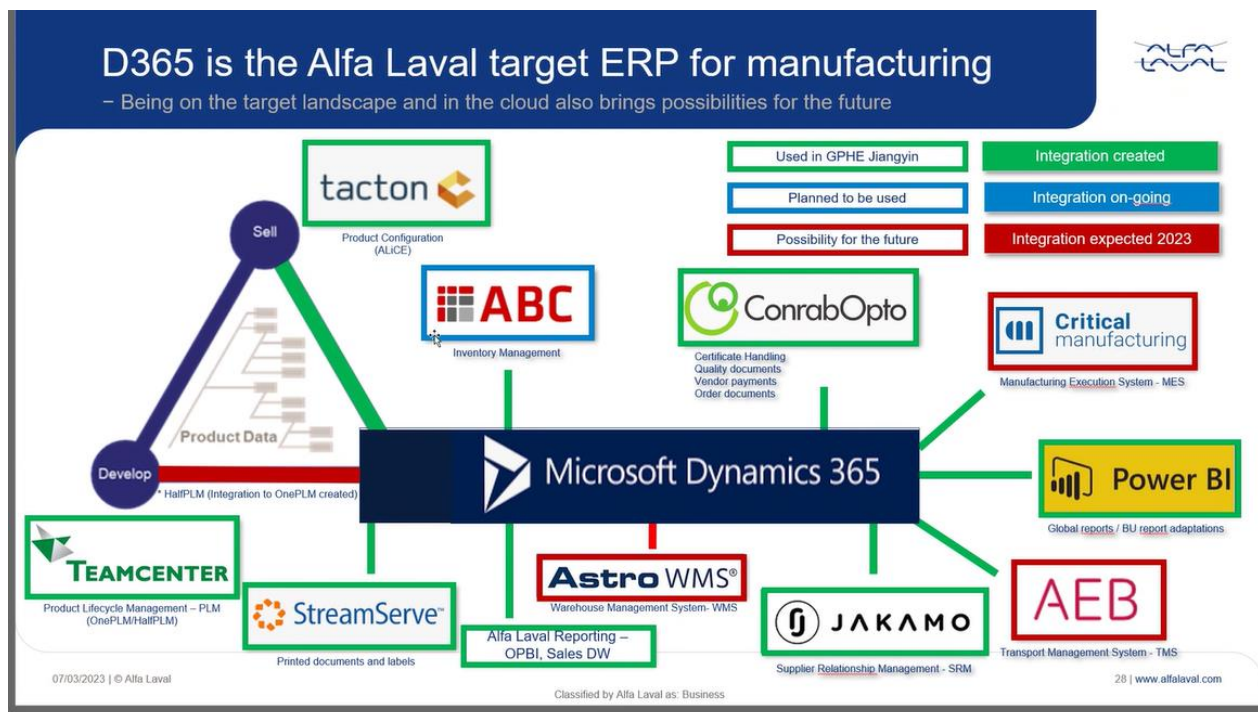 D365 is the Alfa Laval target ERP for manufacturing
− Being on the target landscape and in the cloud also brings possibilities for the future
ALFA
LAVAL
tacton
Product Configuration
(ALiCE)
Used in GPHE Jiangyin
Integration created
Planned to be used
Integration on-going
Possibility for the future
Integration expected 2023
Sell
ABC
Inventory Management
ConrabOpto
Certificate Handling
Quality documents
Vendor payments
Order documents
Critical
manufacturing
Manufacturing Execution System - MES
Product Data
Develop
* HalfPLM (Integration to OnePLM created)
Microsoft Dynamics 365
Power BI
Global reports / BU report adaptations
TEAMCENTER
Product Lifecycle Management – PLM
(OnePLM/HalfPLM)
StreamServe™
Printed documents and labels
Alfa Laval Reporting –
OPBI, Sales DW
Astro WMS®
Warehouse Management System- WMS
JAKAMO
Supplier Relationship Management - SRM
AEB
Transport Management System - TMS
07/03/2023 | © Alfa Laval
Classified by Alfa Laval as: Business
28 | www.alfalaval.com